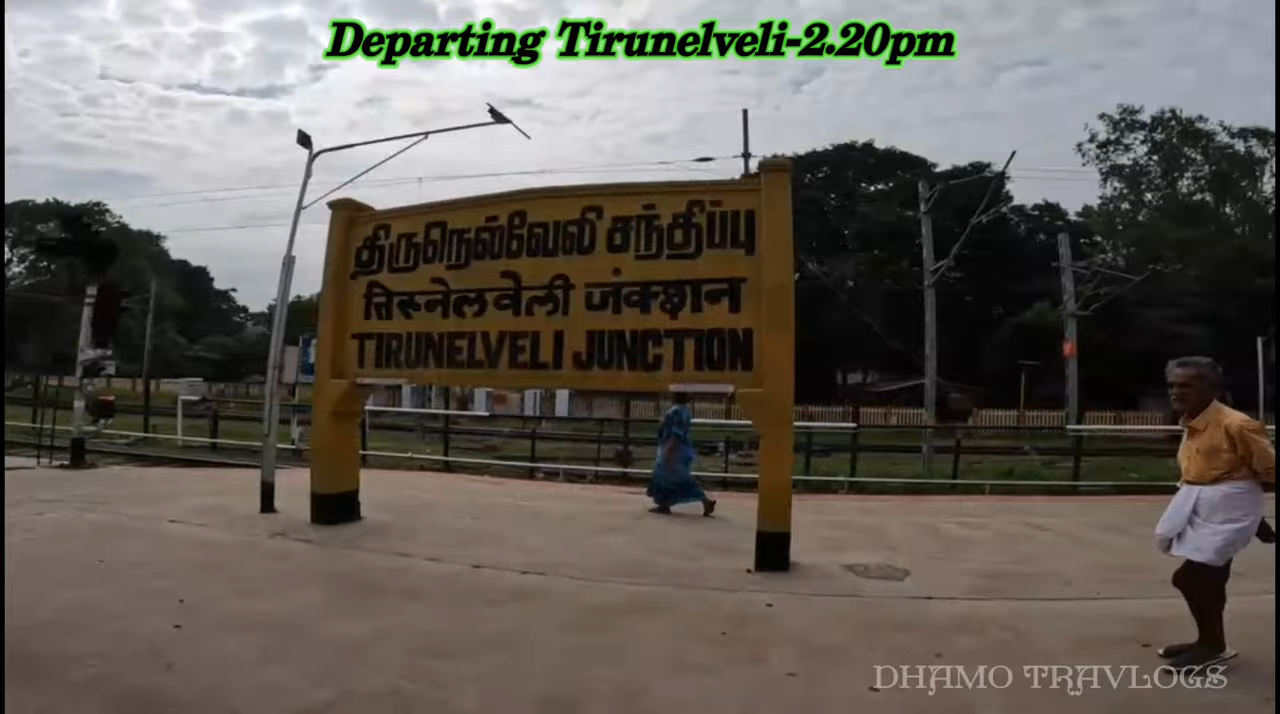 Departing Tirunelveli-2.20pm
திருநெல்வேலி சந்திப்பு
तिरुनेलवेली जंक्शन
TIRUNELVELI JUNCTION
DHAMO TRAVLOGS